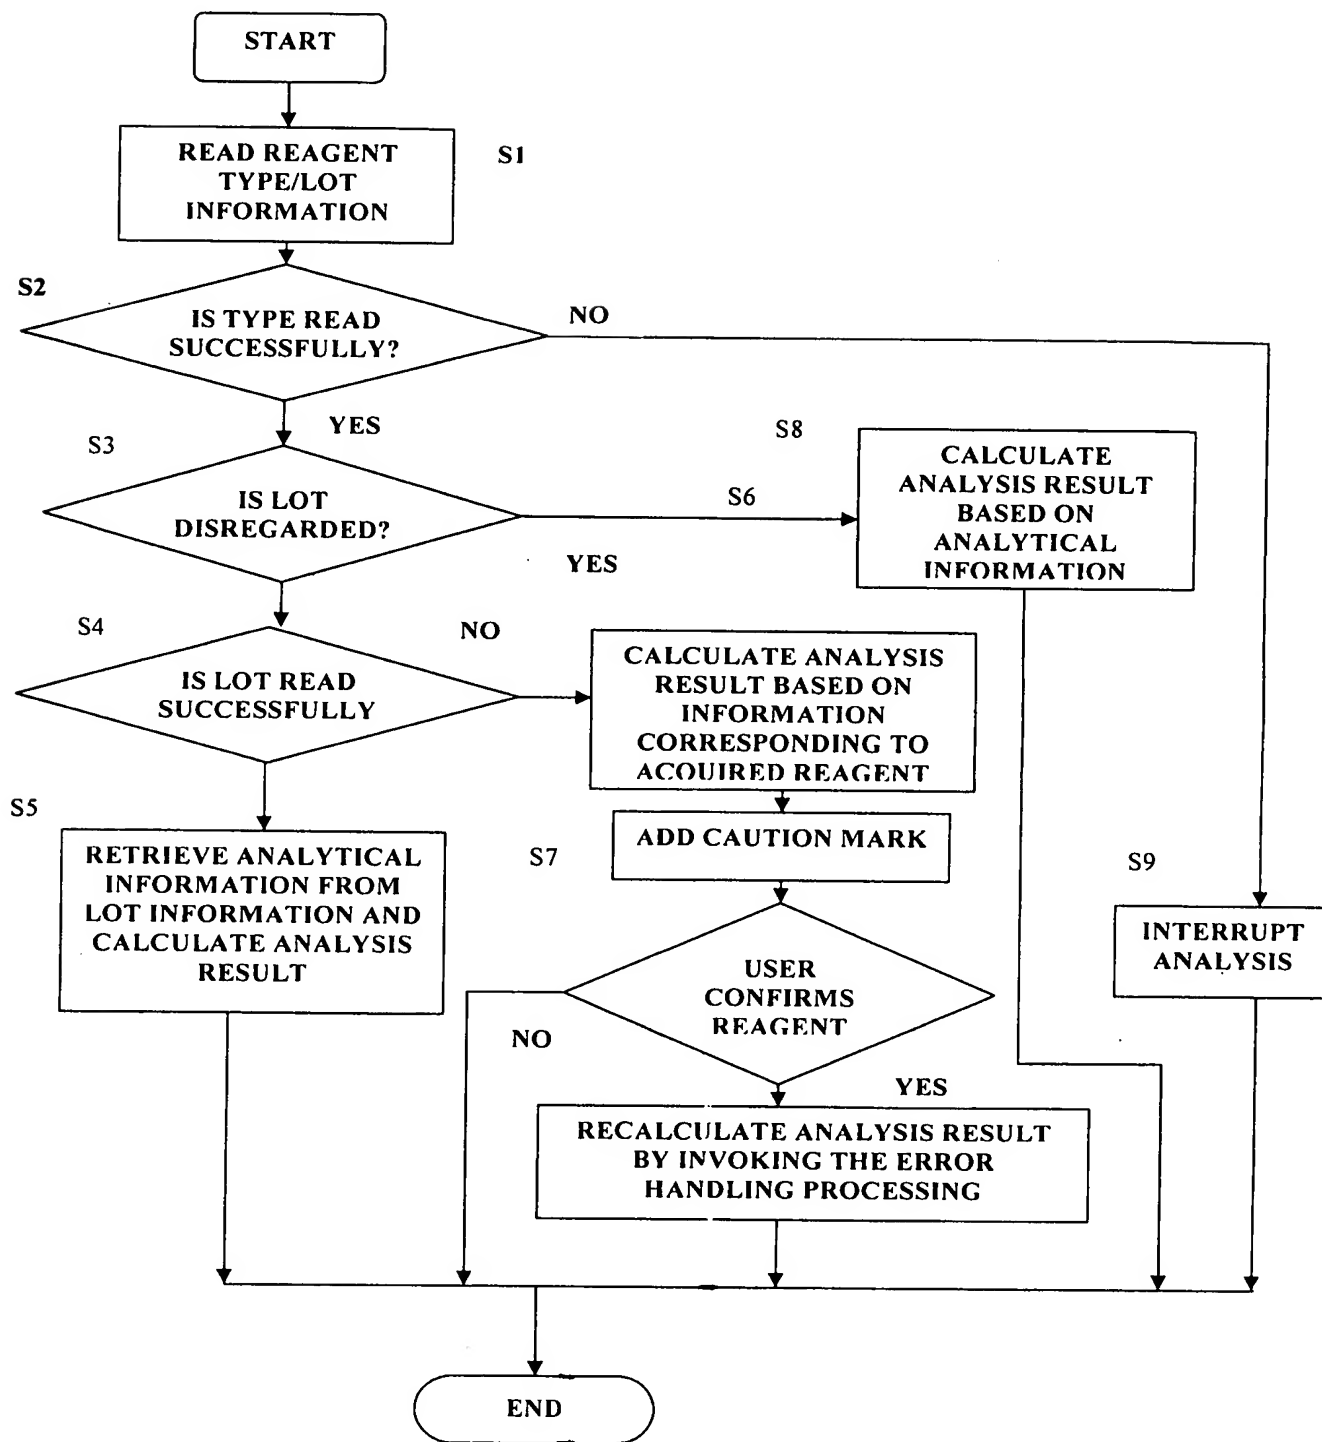 START
READ REAGENT
TYPE/LOT
INFORMATION
S1
S2
IS TYPE READ
SUCCESSFULLY?
NO
YES
S3
IS LOT
DISREGARDED?
S6
YES
S8
CALCULATE
ANALYSIS RESULT
BASED ON
ANALYTICAL
INFORMATION
S4
IS LOT READ
SUCCESSFULLY
NO
CALCULATE ANALYSIS
RESULT BASED ON
INFORMATION
CORRESPONDING TO
ACQUIRED REAGENT
S5
RETRIEVE ANALYTICAL
INFORMATION FROM
LOT INFORMATION AND
CALCULATE ANALYSIS
RESULT
S7
ADD CAUTION MARK
USER
CONFIRMS
REAGENT
NO
YES
S9
INTERRUPT
ANALYSIS
RECALCULATE ANALYSIS RESULT
BY INVOKING THE ERROR
HANDLING PROCESSING
END